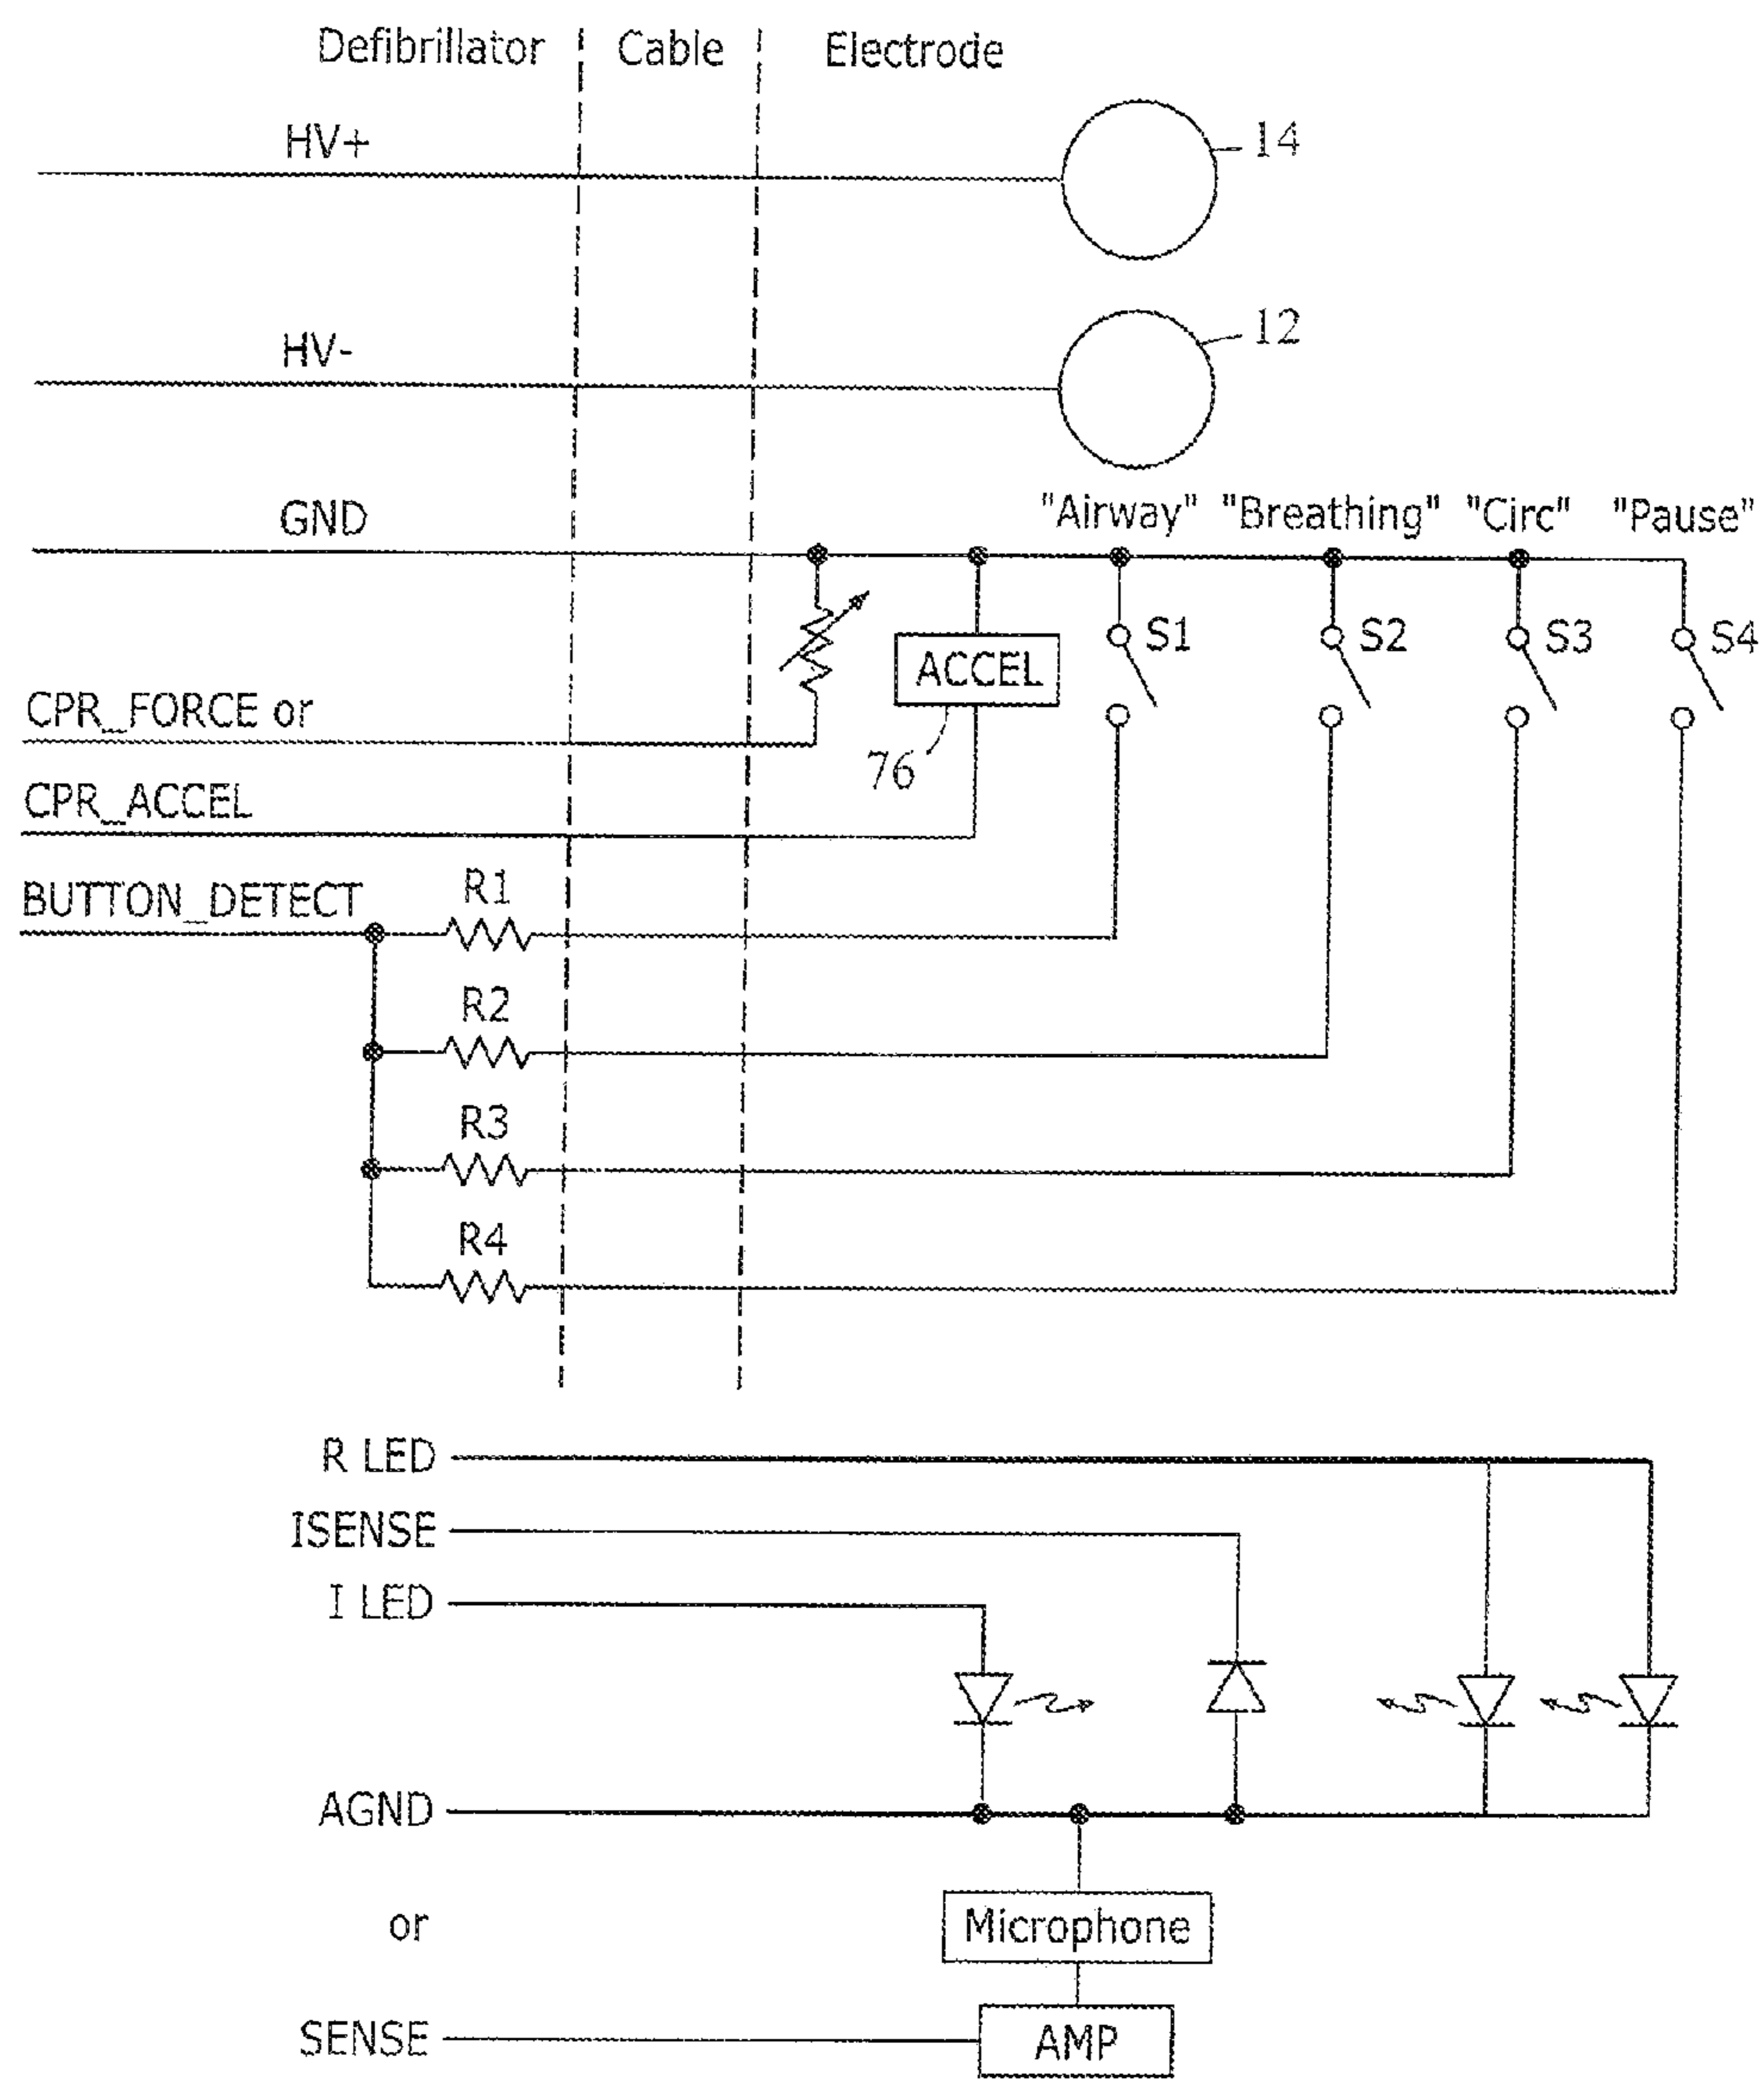 Defibrillator Cable Electrode
HV+
14
HV-
12
GND
"Airway" "Breathing" "Circ" "Pause"
S1 S2 S3 S4
ACCEL
CPR_FORCE or
76
CPR_ACCEL
BUTTON_DETECT
R1
R2
R3
R4
R LED
ISENSE
I LED
AGND
or
Microphone
SENSE
AMP